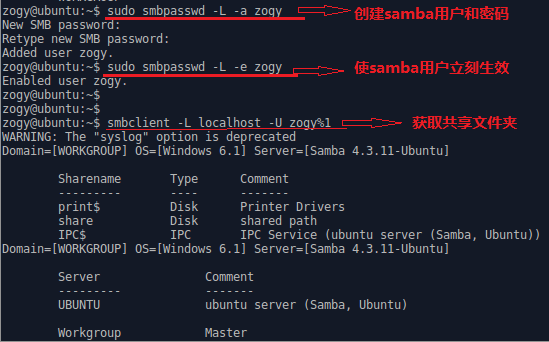 zogy@ubuntu:~$ sudo smbpasswd -L -a zogy 创建samba用户和密码
New SMB password:
Retype new SMB password:
Added user zogy.
zogy@ubuntu:~$ sudo smbpasswd -L -e zogy 使samba用户立刻生效
Enabled user zogy.
zogy@ubuntu:~$
zogy@ubuntu:~$
zogy@ubuntu:~$ smbclient -L localhost -U zogy%1 获取共享文件夹
WARNING: The "syslog" option is deprecated
Domain=[WORKGROUP] OS=[Windows 6.1] Server=[Samba 4.3.11-Ubuntu]
Sharename Type Comment
--------- ---- -------
print$ Disk Printer Drivers
share Disk shared path
IPC$ IPC IPC Service (ubuntu server (Samba, Ubuntu))
Domain=[WORKGROUP] OS=[Windows 6.1] Server=[Samba 4.3.11-Ubuntu]
Server Comment
--------- -------
UBUNTU ubuntu server (Samba, Ubuntu)
Workgroup Master